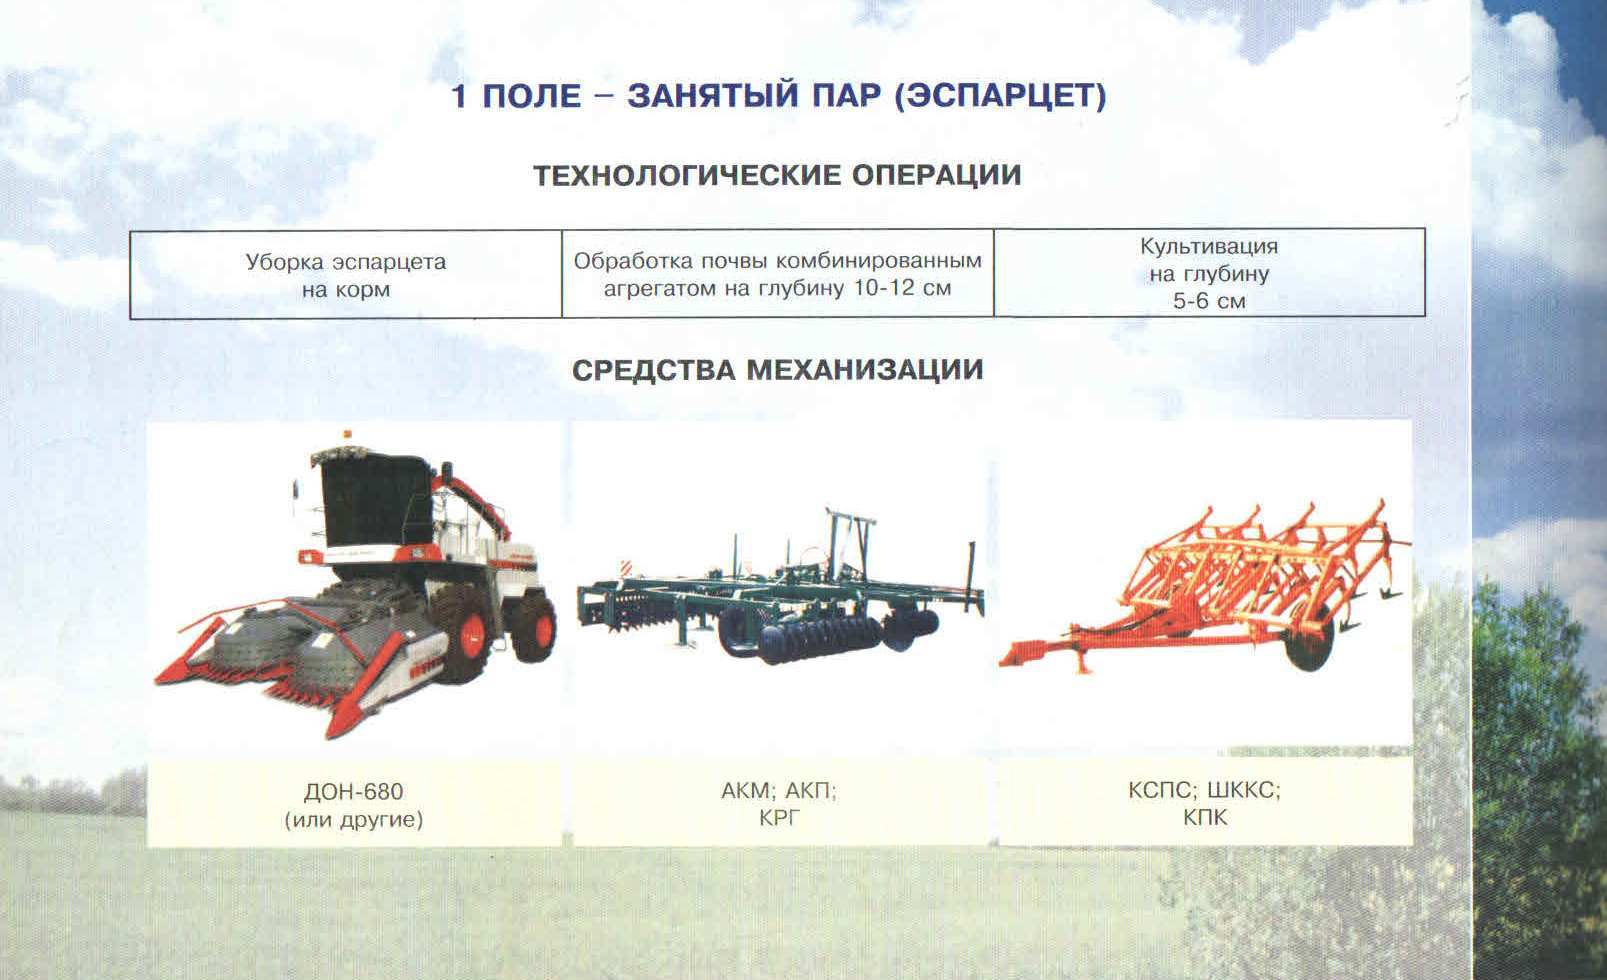 1 ПОЛЕ – ЗАНЯТЫЙ ПАР (ЭСПАРЦЕТ)
ТЕХНОЛОГИЧЕСКИЕ ОПЕРАЦИИ
Уборка эспарцета
на корм
Обработка почвы комбинированным
агрегатом на глубину 10-12 см
Культивация
на глубину
5-6 см
СРЕДСТВА МЕХАНИЗАЦИИ
ДОН-680
(или другие)
АКМ; АКП;
КРГ
КСПС; ШККС;
КПК